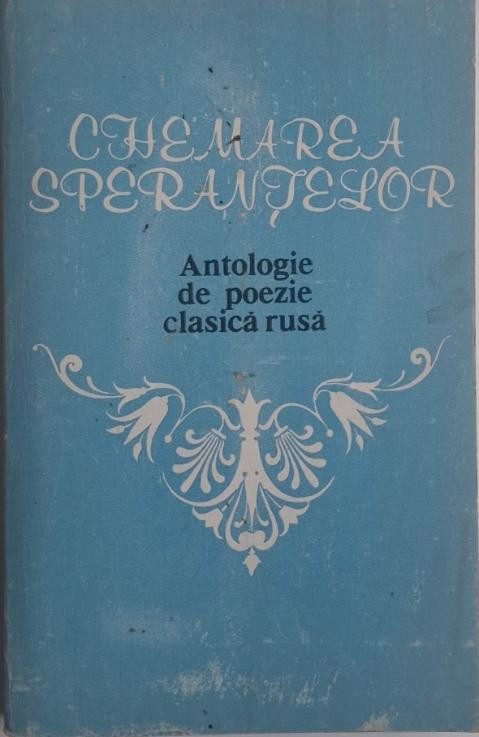 CHEMAREA
SPERANȚELOR
Antologie
de poezie
clasică rusă